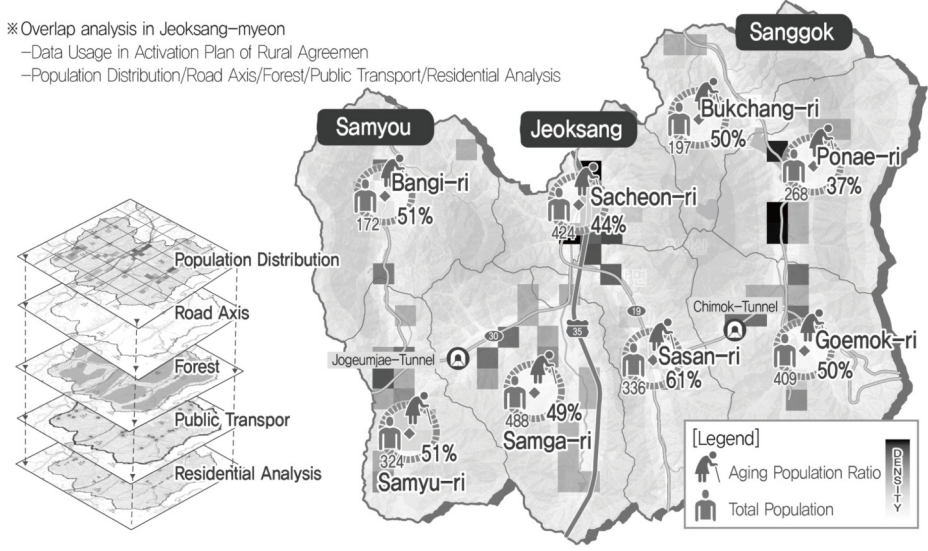 ※Overlap analysis in Jeoksang-myeon
-Data Usage in Activation Plan of Rural Agreemen
-Population Distribution/Road Axis/Forest/Public Transport/Residential Analysis
Population Distribution
Road Axis
Forest
Public Transpor
Residential Analysis
Samyou
Jeoksang
Sanggok
Bangi-ri
172
51%
Sacheon-ri
424
44%
Bukchang-ri
197
50%
Ponae-ri
268
37%
Jogeumjae-Tunnel
30
35
19
Chimok-Tunnel
Samyu-ri
324
51%
Samga-ri
488
49%
Sasan-ri
336
61%
Goemok-ri
409
50%
[Legend]
Aging Population Ratio
Total Population
DENSITY